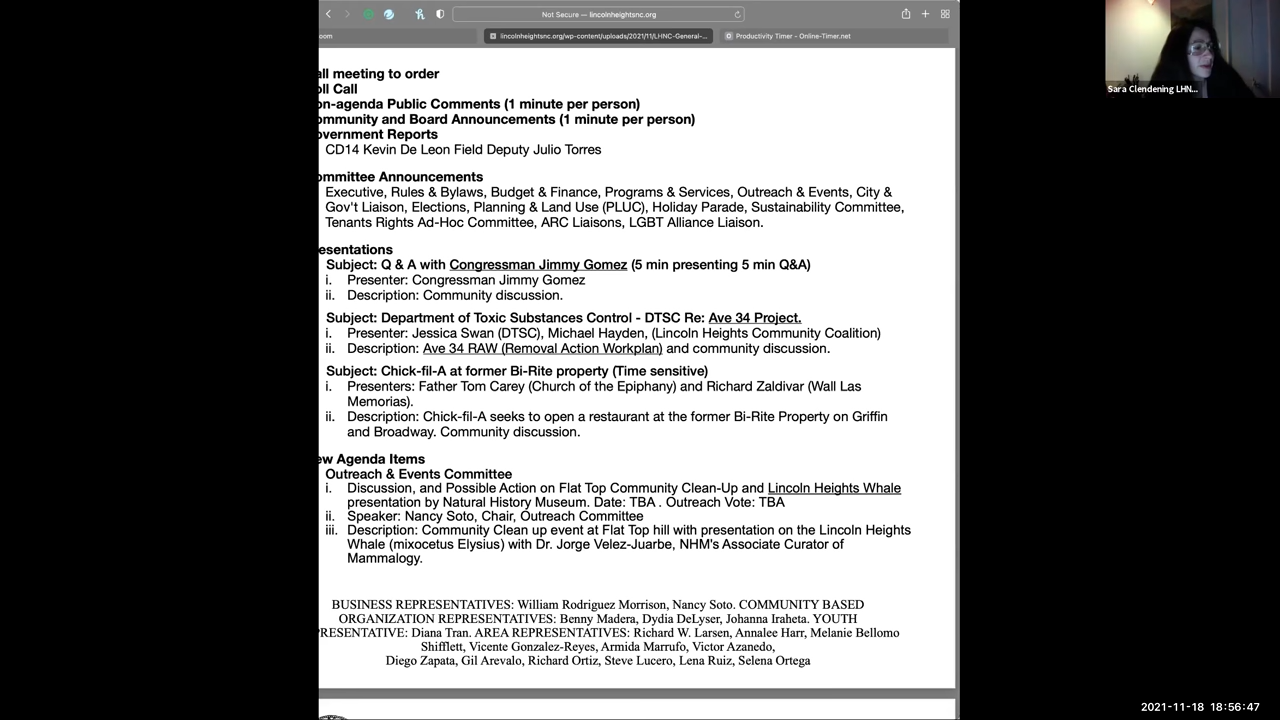 Not Secure — lincolnheightsnc.org
oom
lincolnheightsnc.org/wp-content/uploads/2021/11/LHNC-General-...
Productivity Timer - Online-Timer.net
Sara Clendening LHN...
all meeting to order
oll Call
on-agenda Public Comments (1 minute per person)
ommunity and Board Announcements (1 minute per person)
overnment Reports
CD14 Kevin De Leon Field Deputy Julio Torres
ommittee Announcements
Executive, Rules & Bylaws, Budget & Finance, Programs & Services, Outreach & Events, City &
Gov't Liaison, Elections, Planning & Land Use (PLUC), Holiday Parade, Sustainability Committee,
Tenants Rights Ad-Hoc Committee, ARC Liaisons, LGBT Alliance Liaison.
esentations
Subject: Q & A with Congressman Jimmy Gomez (5 min presenting 5 min Q&A)
i. Presenter: Congressman Jimmy Gomez
ii. Description: Community discussion.
Subject: Department of Toxic Substances Control - DTSC Re: Ave 34 Project.
i. Presenter: Jessica Swan (DTSC), Michael Hayden, (Lincoln Heights Community Coalition)
ii. Description: Ave 34 RAW (Removal Action Workplan) and community discussion.
Subject: Chick-fil-A at former Bi-Rite property (Time sensitive)
i. Presenters: Father Tom Carey (Church of the Epiphany) and Richard Zaldivar (Wall Las
Memorias).
ii. Description: Chick-fil-A seeks to open a restaurant at the former Bi-Rite Property on Griffin
and Broadway. Community discussion.
ew Agenda Items
Outreach & Events Committee
i. Discussion, and Possible Action on Flat Top Community Clean-Up and Lincoln Heights Whale
presentation by Natural History Museum. Date: TBA . Outreach Vote: TBA
ii. Speaker: Nancy Soto, Chair, Outreach Committee
iii. Description: Community Clean up event at Flat Top hill with presentation on the Lincoln Heights
Whale (mixocetus Elysius) with Dr. Jorge Velez-Juarbe, NHM's Associate Curator of
Mammalogy.
BUSINESS REPRESENTATIVES: William Rodriguez Morrison, Nancy Soto. COMMUNITY BASED
ORGANIZATION REPRESENTATIVES: Benny Madera, Dydia DeLyser, Johanna Iraheta. YOUTH
PRESENTATIVE: Diana Tran. AREA REPRESENTATIVES: Richard W. Larsen, Annalee Harr, Melanie Bellomo
Shifflett, Vicente Gonzalez-Reyes, Armida Marrufo, Victor Azanedo,
Diego Zapata, Gil Arevalo, Richard Ortiz, Steve Lucero, Lena Ruiz, Selena Ortega
2021-11-18 18:56:47